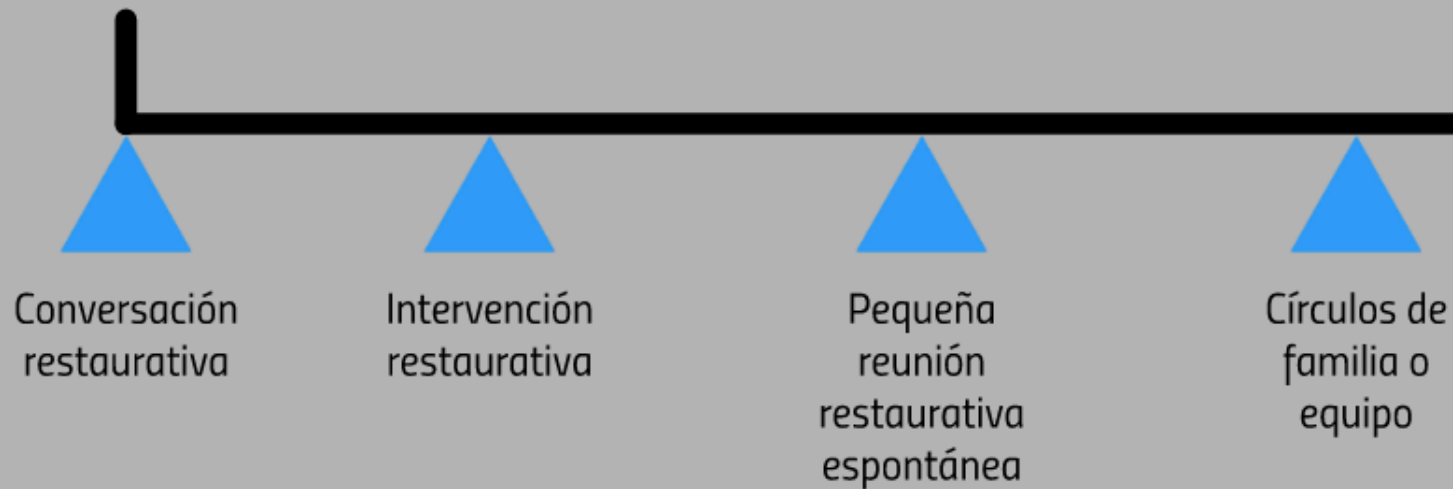 Conversación
restaurativa
Intervención
restaurativa
Pequeña
reunión
restaurativa
espontánea
Círculos de
familia o
equipo